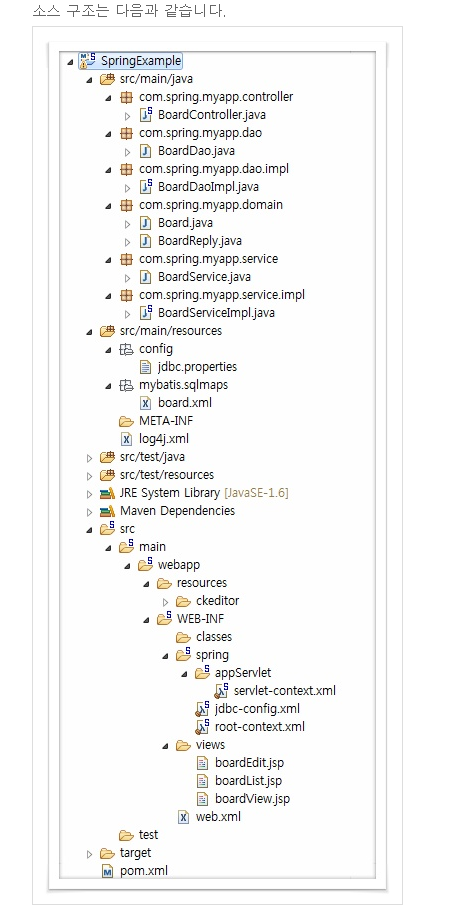 소스 구조는 다음과 같습니다.
SpringExample
src/main/java
com.spring.myapp.controller
BoardController.java
com.spring.myapp.dao
BoardDao.java
com.spring.myapp.dao.impl
BoardDaoImpl.java
com.spring.myapp.domain
Board.java
BoardReply.java
com.spring.myapp.service
BoardService.java
com.spring.myapp.service.impl
BoardServiceImpl.java
src/main/resources
config
jdbc.properties
mybatis.sqlmaps
board.xml
META-INF
log4j.xml
src/test/java
src/test/resources
JRE System Library [JavaSE-1.6]
Maven Dependencies
src
main
webapp
resources
ckeditor
WEB-INF
classes
spring
appServlet
servlet-context.xml
jdbc-config.xml
root-context.xml
views
boardEdit.jsp
boardList.jsp
boardView.jsp
web.xml
test
target
pom.xml